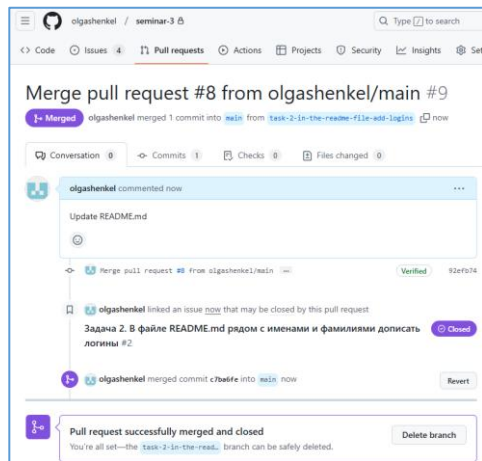 olgashenkel / seminar-3
Type / to search
Code
Issues 4
Pull requests
Actions
Projects
Security
Insights
Set
Merge pull request #8 from olgashenkel/main #9
Merged
olgashenkel merged 1 commit into main from task-2-in-the-readme-file-add-logins now
Conversation 0
Commits 1
Checks 0
Files changed 0
olgashenkel commented now
...
Update README.md
Merge pull request #8 from olgashenkel/main ...
Verified
92efb74
olgashenkel linked an issue now that may be closed by this pull request
Задача 2. В файле README.md рядом с именами и фамилиями дописать
логины #2
Closed
olgashenkel merged commit c7ba6fe into main now
Revert
Pull request successfully merged and closed
You're all set—the task-2-in-the-read… branch can be safely deleted.
Delete branch